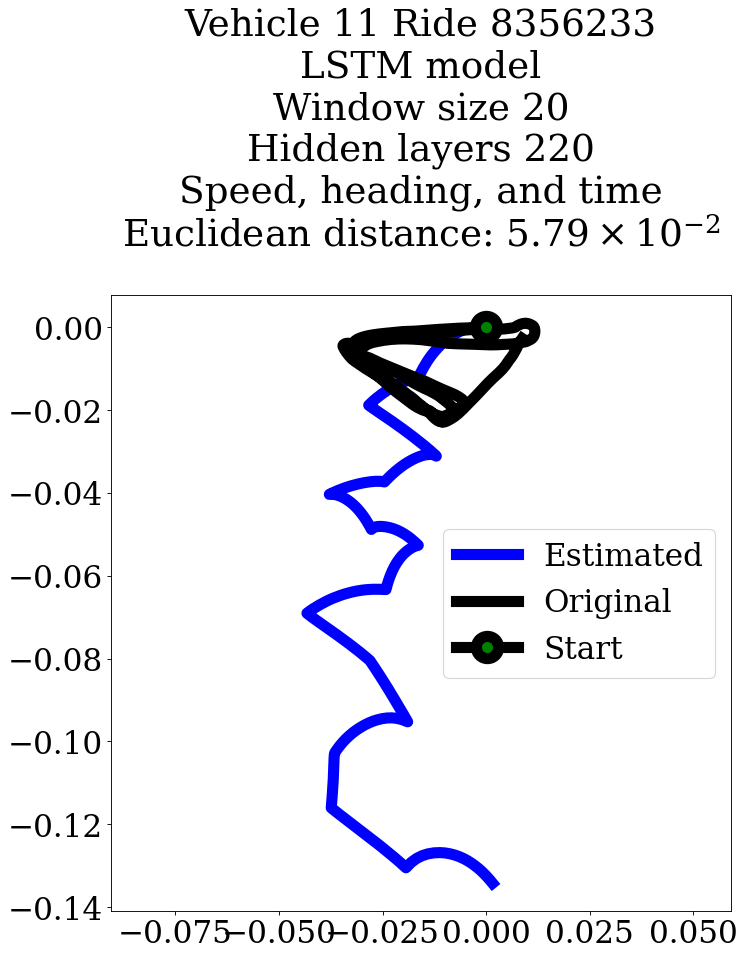 Vehicle 11 Ride 8356233
LSTM model
Window size 20
Hidden layers 220
Speed, heading, and time
Euclidean distance: 5.79 × 10⁻²
0.00
−0.02
−0.04
−0.06
−0.08
−0.10
−0.12
−0.14
Estimated
Original
Start
−0.075 −0.050 −0.025 0.000 0.025 0.050